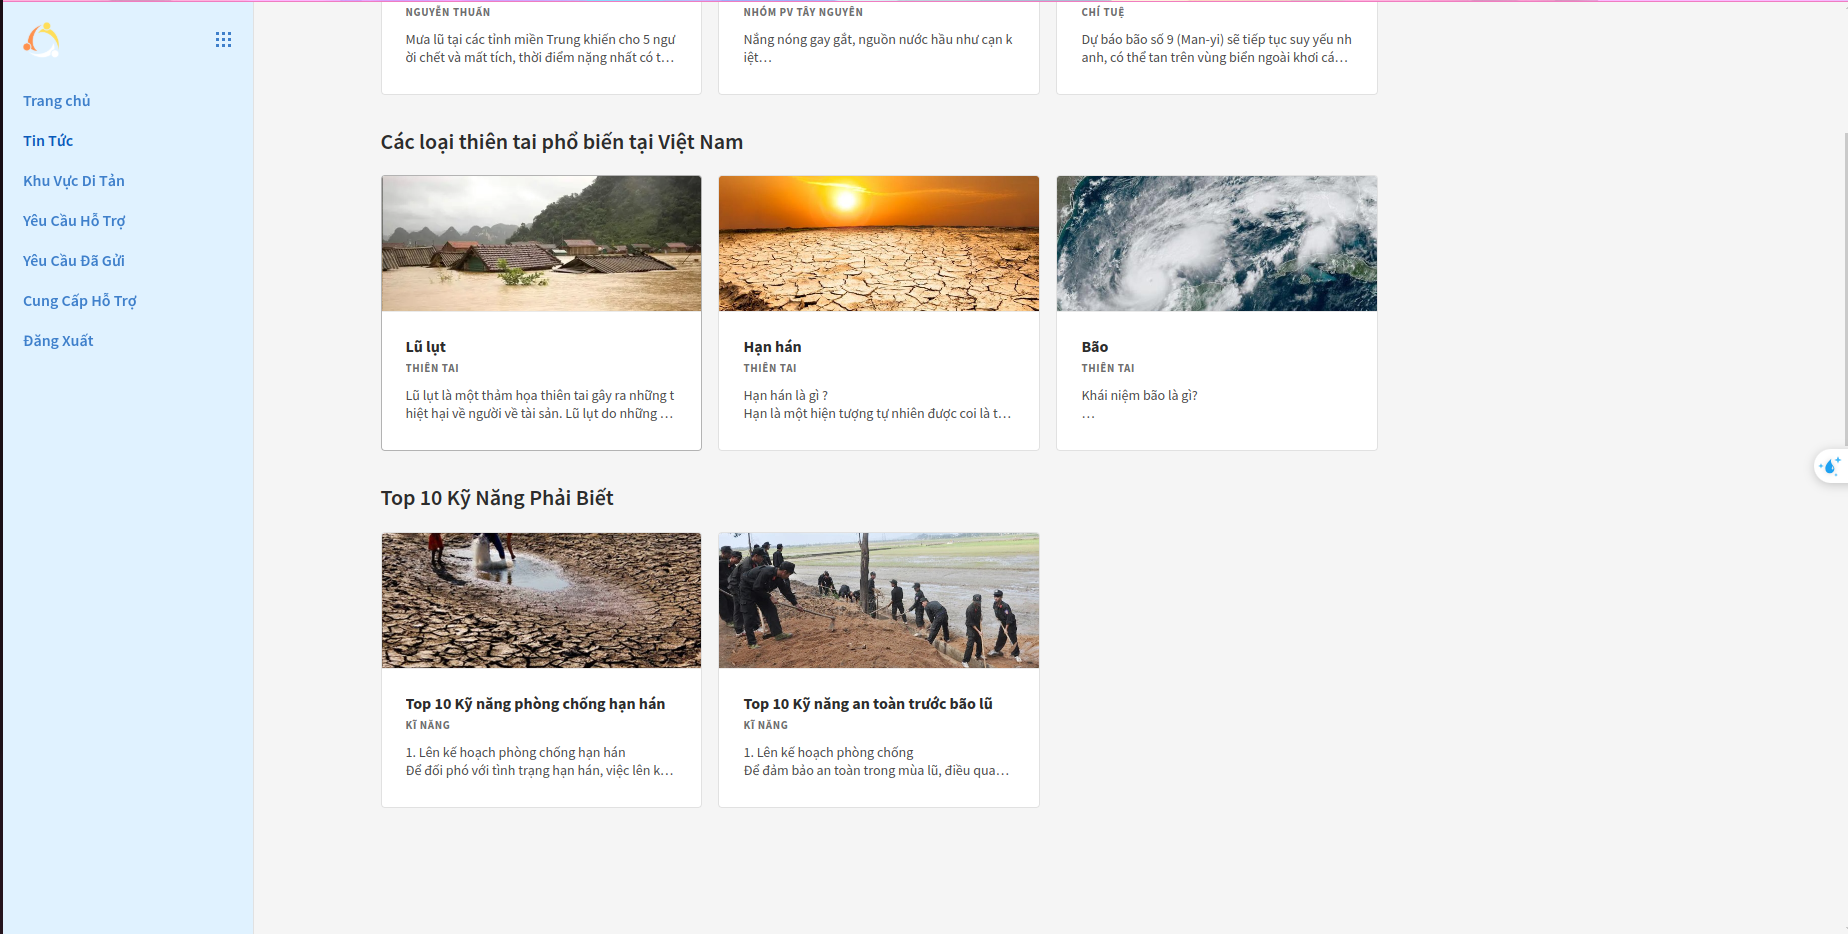 Trang chủ
Tin Tức
Khu Vực Di Tản
Yêu Cầu Hỗ Trợ
Yêu Cầu Đã Gửi
Cung Cấp Hỗ Trợ
Đăng Xuất
NGUYỄN THUẤN
Mưa lũ tại các tỉnh miền Trung khiến cho 5 ngư
ời chết và mất tích, thời điểm nặng nhất có t…
NHÓM PV TÂY NGUYÊN
Nắng nóng gay gắt, nguồn nước hầu như cạn k
iệt…
CHÍ TUỆ
Dự báo bão số 9 (Man-yi) sẽ tiếp tục suy yếu nh
anh, có thể tan trên vùng biển ngoài khơi cá…
Các loại thiên tai phổ biến tại Việt Nam
Lũ lụt
THIÊN TAI
Lũ lụt là một thảm họa thiên tai gây ra những t
hiệt hại về người về tài sản. Lũ lụt do những …
Hạn hán
THIÊN TAI
Hạn hán là gì ?
Hạn là một hiện tượng tự nhiên được coi là t…
Bão
THIÊN TAI
Khái niệm bão là gì?
…
Top 10 Kỹ Năng Phải Biết
Top 10 Kỹ năng phòng chống hạn hán
KĨ NĂNG
1. Lên kế hoạch phòng chống hạn hán
Để đối phó với tình trạng hạn hán, việc lên k…
Top 10 Kỹ năng an toàn trước bão lũ
KĨ NĂNG
1. Lên kế hoạch phòng chống
Để đảm bảo an toàn trong mùa lũ, điều qua…